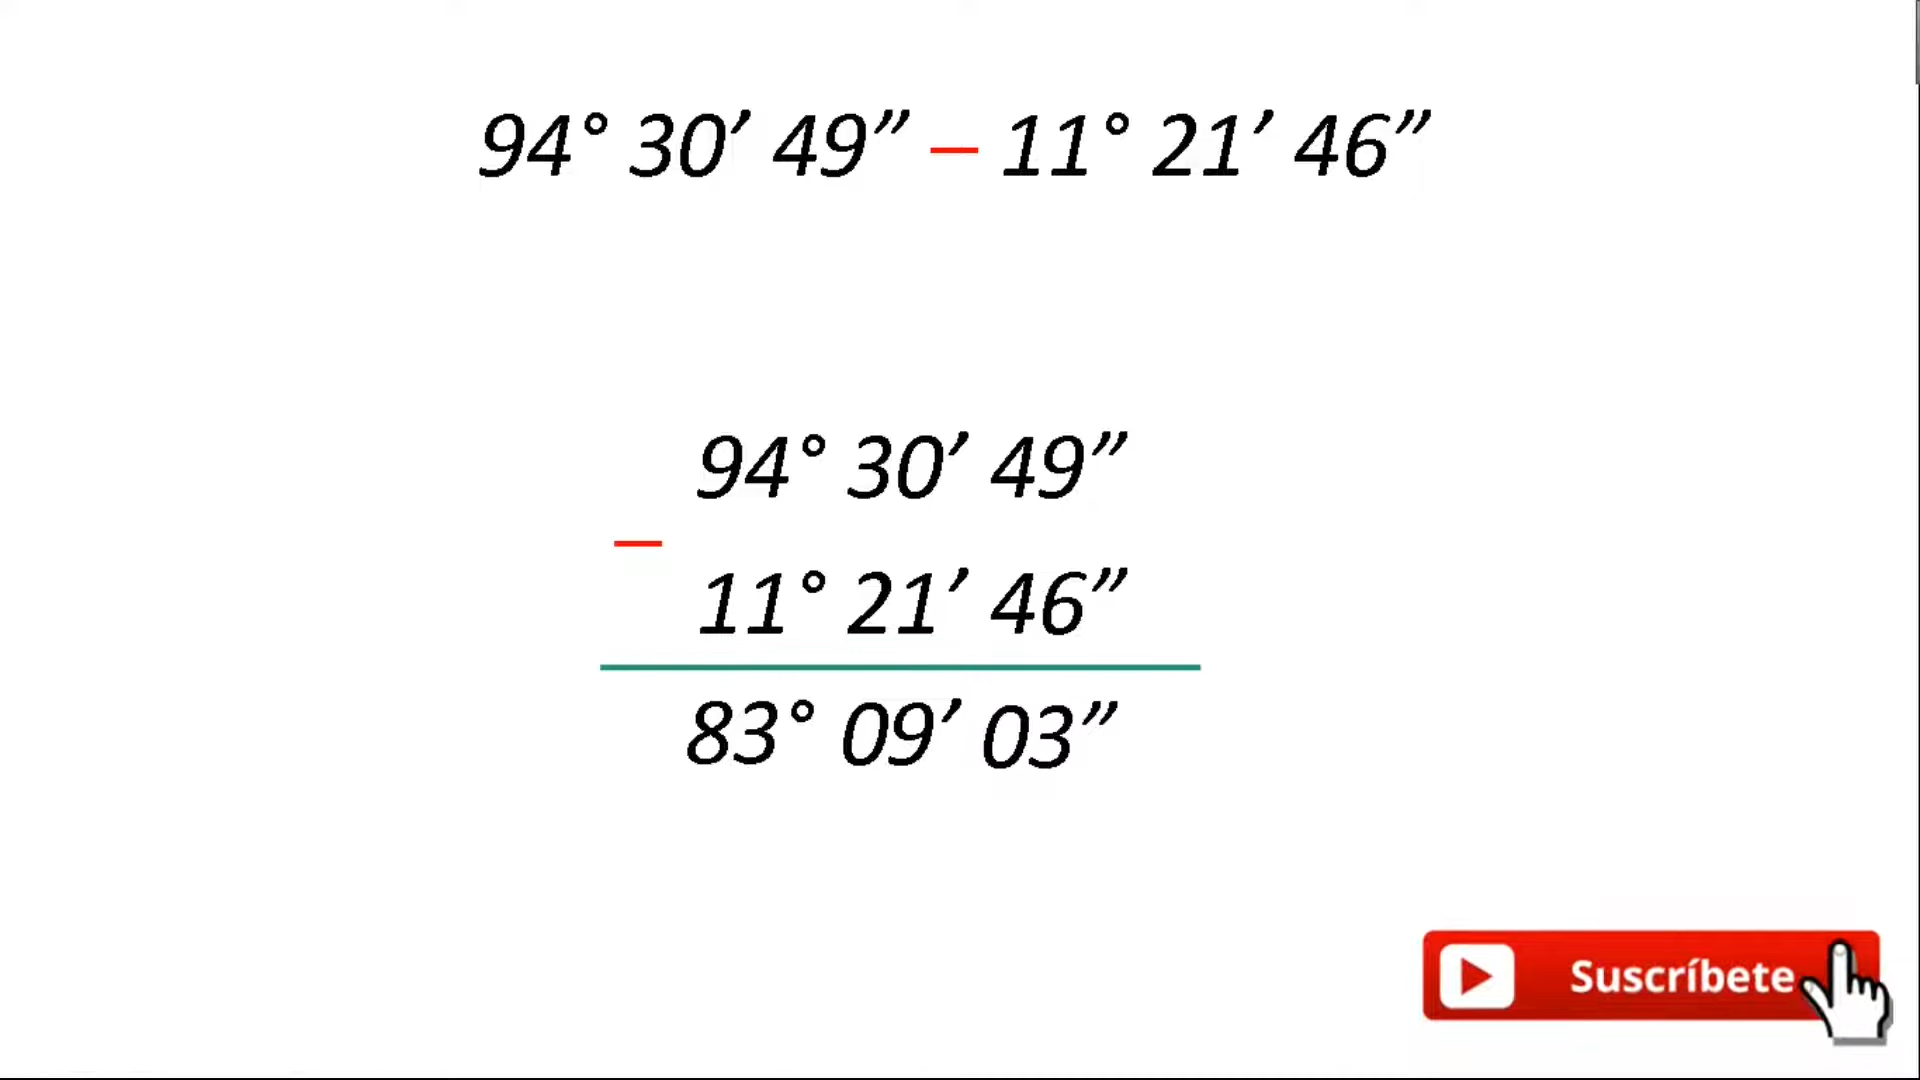 94° 30’ 49” – 11° 21’ 46”
94° 30’ 49”
–
11° 21’ 46”
83° 09’ 03”
Suscríbete